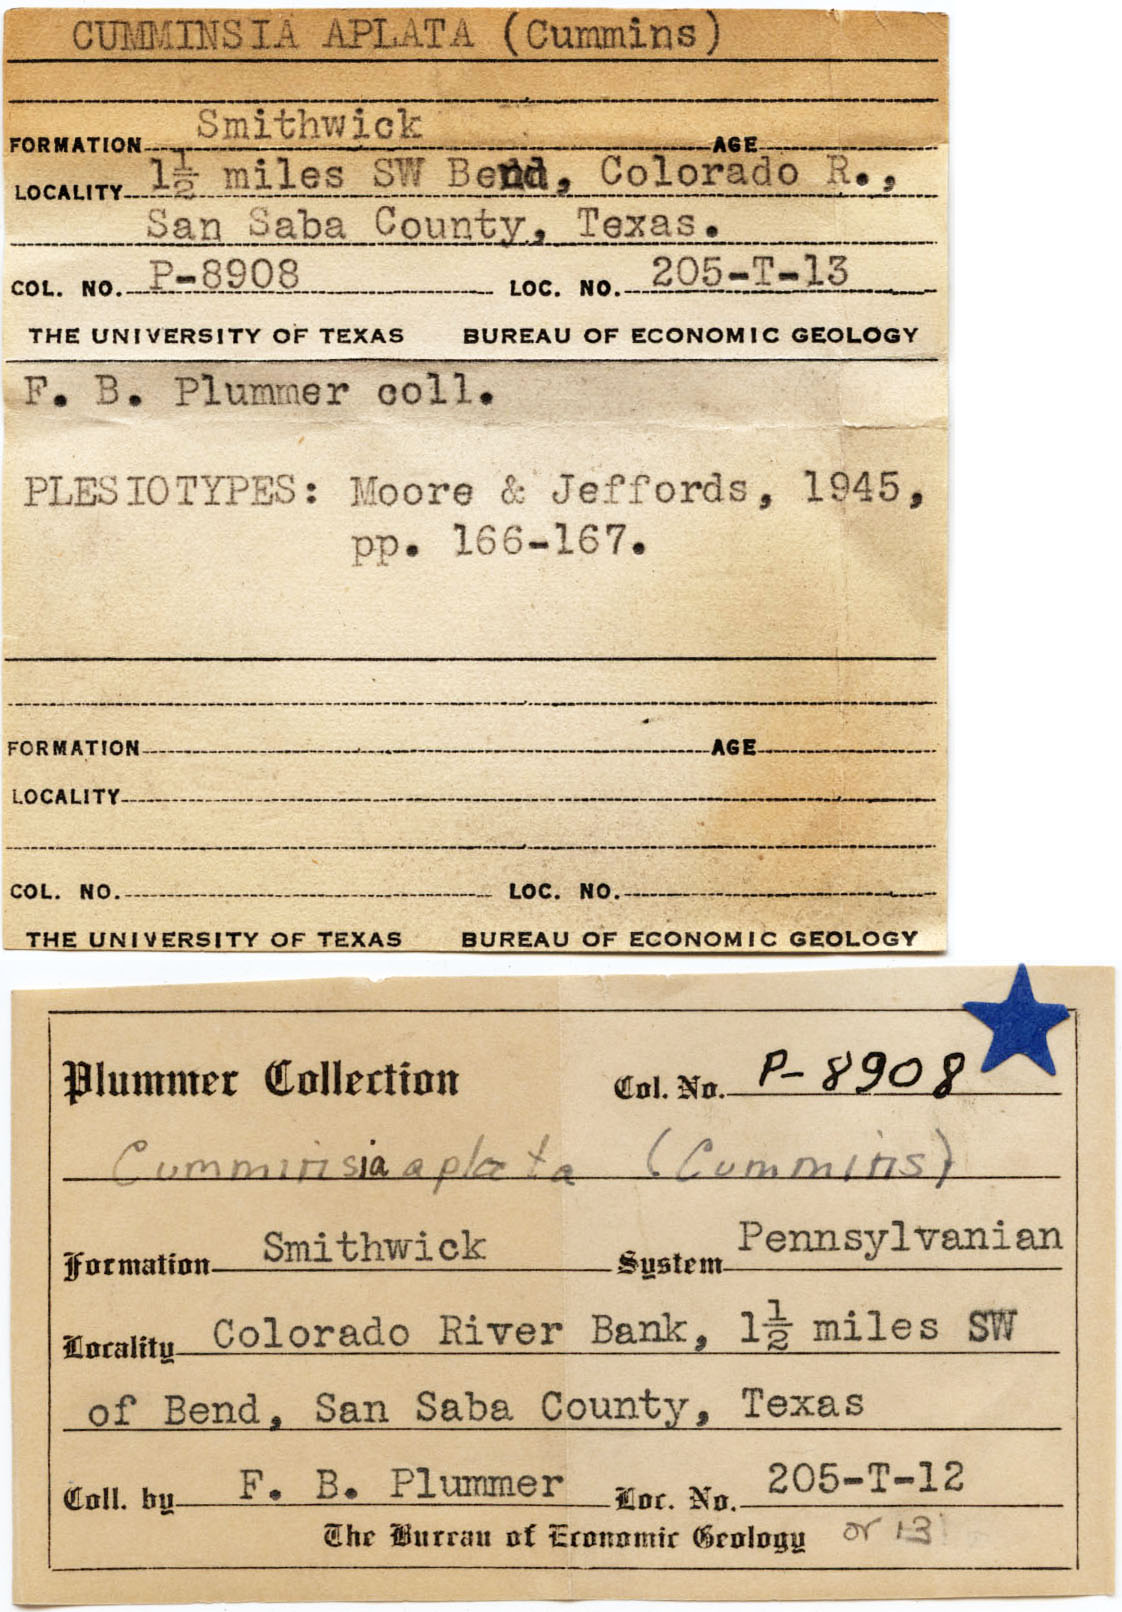 CUMMINSIA APLATA (Cummins)
FORMATION Smithwick AGE
LOCALITY 1½ miles SW Bend, Colorado R.,
San Saba County, Texas.
COL. NO. P-8908 LOC. NO. 205-T-13
THE UNIVERSITY OF TEXAS BUREAU OF ECONOMIC GEOLOGY
F. B. Plummer coll.
PLESIOTYPES: Moore & Jeffords, 1945,
pp. 166-167.
FORMATION AGE
LOCALITY
COL. NO. LOC. NO.
THE UNIVERSITY OF TEXAS BUREAU OF ECONOMIC GEOLOGY
Plummer Collection Col. No. P-8908
Cumminsia aplata (Cummins)
Formation Smithwick System Pennsylvanian
Locality Colorado River Bank, 1½ miles SW
of Bend, San Saba County, Texas
Coll. by F. B. Plummer Loc. No. 205-T-12
The Bureau of Economic Geology or 13